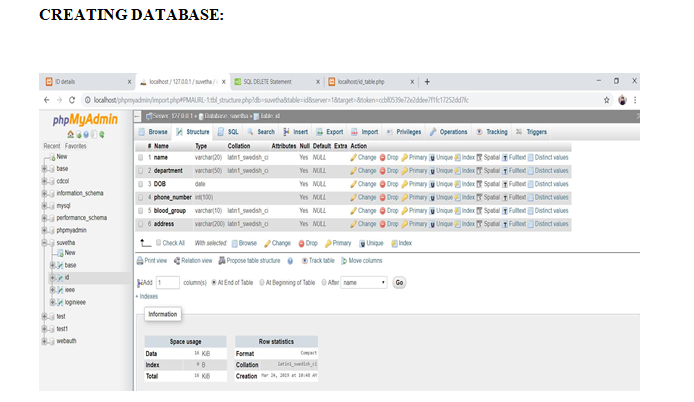 CREATING DATABASE:
ID details
localhost / 127.0.0.1 / suvetha /
SQL DELETE Statement
localhost/id_table.php
localhost/phpmyadmin/import.php#PMAURL-1:tbl_structure.php?db=suvetha&table=id&server=1&target=&token=
phpMyAdmin
Recent Favorites
New
base
cdcol
information_schema
mysql
performance_schema
phpmyadmin
suvetha
New
base
id
ieee
loginieee
test
test1
webauth
Server: 127.0.0.1 » Database: suvetha » Table: id
Browse Structure SQL Search Insert Export Import Privileges Operations Tracking Triggers
# Name Type Collation Attributes Null Default Extra Action
1 name varchar(20) latin1_swedish_ci Yes NULL Change Drop Primary Unique Index Spatial Fulltext Distinct values
2 department varchar(50) latin1_swedish_ci Yes NULL Change Drop Primary Unique Index Spatial Fulltext Distinct values
3 DOB date Yes NULL Change Drop Primary Unique Index Spatial Fulltext Distinct values
4 phone_number int(100) Yes NULL Change Drop Primary Unique Index Spatial Fulltext Distinct values
5 blood_group varchar(10) latin1_swedish_ci Yes NULL Change Drop Primary Unique Index Spatial Fulltext Distinct values
6 address varchar(200) latin1_swedish_ci Yes NULL Change Drop Primary Unique Index Spatial Fulltext Distinct values
Check All With selected: Browse Change Drop Primary Unique Index
Print view Relation view Propose table structure Track table Move columns
Add 1 column(s) At End of Table At Beginning of Table After name Go
+ Indexes
Information
Space usage
Data 16 KiB
Index 0 B
Total 16 KiB
Row statistics
Format Compact
Collation latin1_swedish_ci
Creation Mar 24, 2019 at 10:48 AM